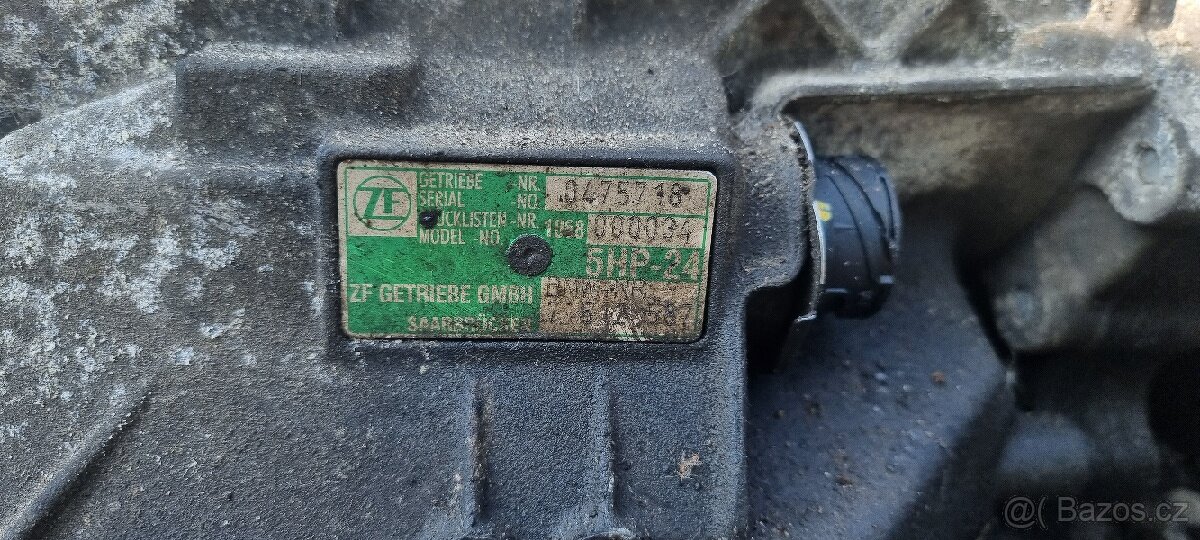 ZF
GETRIEBE -NR. 0475718
SERIAL -NO.
STÜCKLISTEN-NR. 1058 000034
MODEL -NO.
5HP-24
ZF GETRIEBE GMBH
SAARBRÜCKEN
@ Bazos.cz